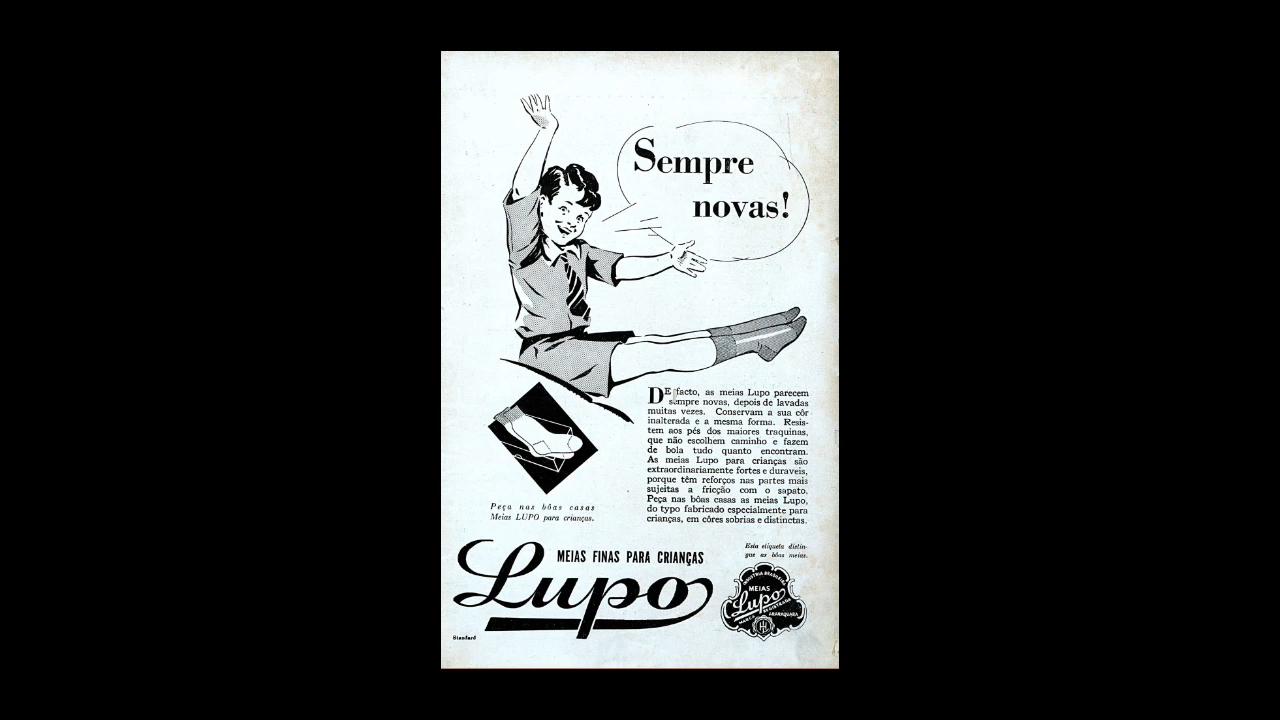 Sempre
novas!
DE facto, as meias Lupo parecem
sempre novas, depois de lavadas
muitas vezes. Conservam a sua côr
inalterada e a mesma forma. Resis-
tem aos pés dos maiores traquinas,
que não escolhem caminho e fazem
de bola tudo quanto encontram.
As meias Lupo para crianças são
extraordinariamente fortes e duraveis,
porque têm reforços nas partes mais
sujeitas a fricção com o sapato.
Peça nas bôas casas as meias Lupo,
do typo fabricado especialmente para
crianças, em côres sobrias e distinctas.
Peça nas bôas casas
Meias LUPO para crianças.
MEIAS FINAS PARA CRIANÇAS
Lupo
Esta etiqueta distin-
gue as bôas meias.
INDUSTRIA BRASILEIRA
MEIAS
Lupo
MARCA REGISTRADA
ARARAQUARA
Standard